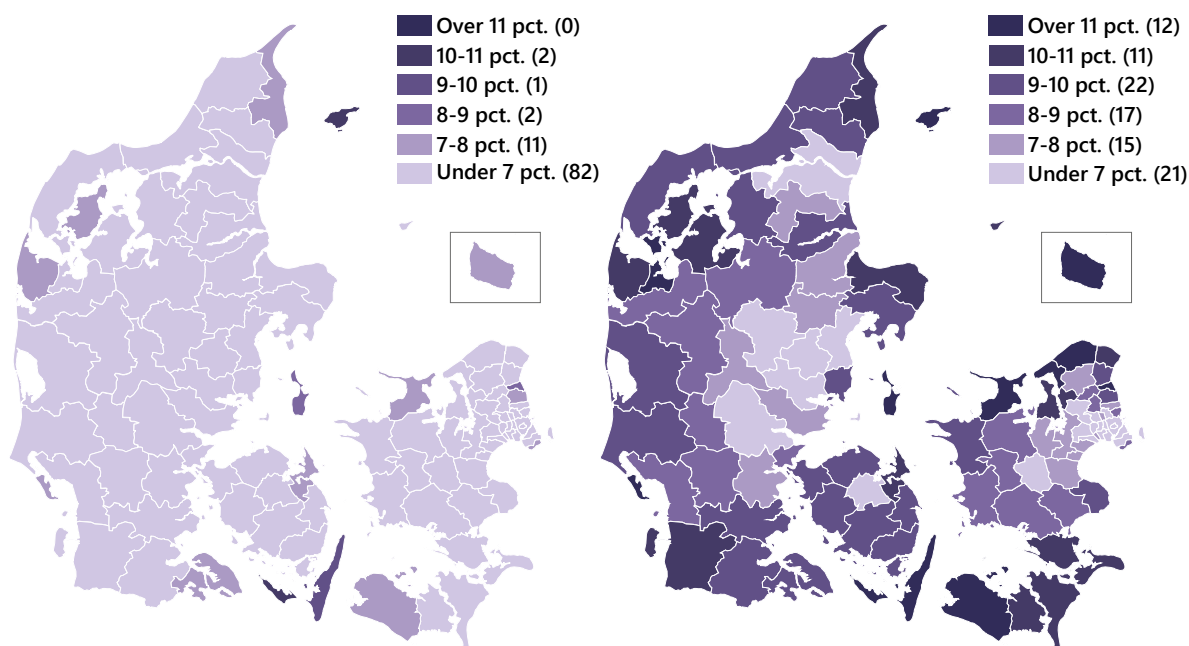 Over 11 pct. (0)
10-11 pct. (2)
9-10 pct. (1)
8-9 pct. (2)
7-8 pct. (11)
Under 7 pct. (82)
Over 11 pct. (12)
10-11 pct. (11)
9-10 pct. (22)
8-9 pct. (17)
7-8 pct. (15)
Under 7 pct. (21)